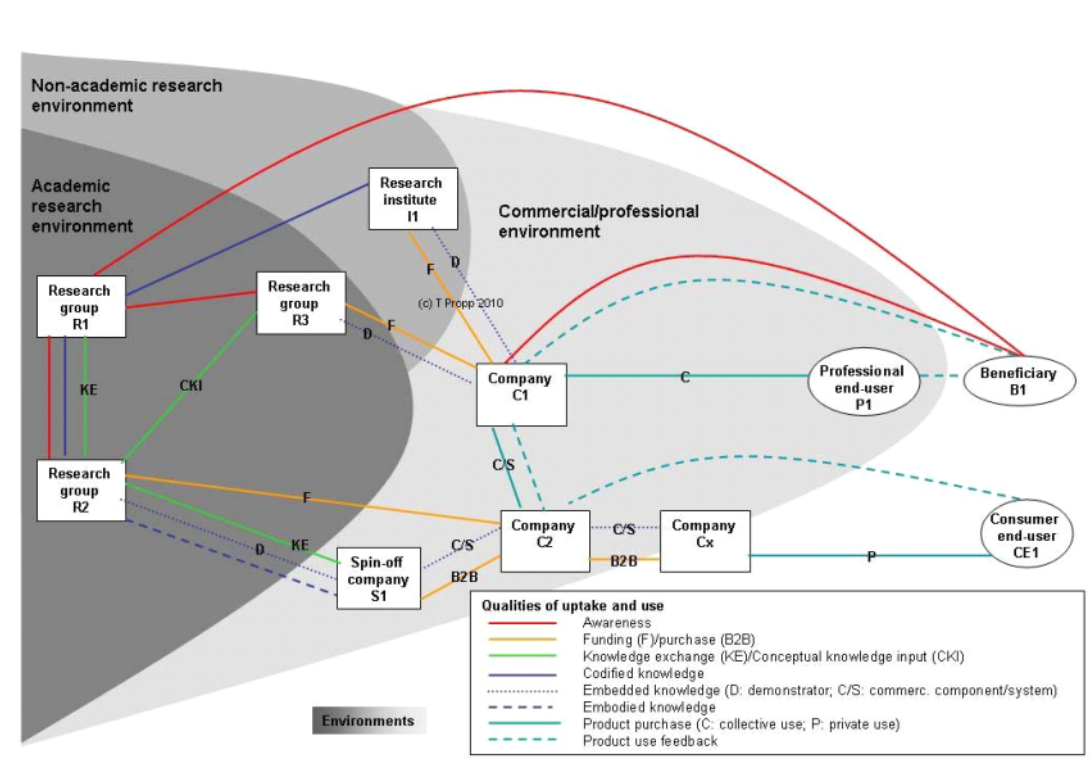 Non-academic research
environment
Academic
research
environment
Commercial/professional
environment
Research
institute
I1
Research
group
R1
Research
group
R3
F
D
(c) T Propp 2010
F
D
KE
CKI
Company
C1
C
Professional
end-user
P1
Beneficiary
B1
C/S
Research
group
R2
F
D
KE
Spin-off
company
S1
C/S
B2B
Company
C2
C/S
B2B
Company
Cx
P
Consumer
end-user
CE1
Qualities of uptake and use
Awareness
Funding (F)/purchase (B2B)
Knowledge exchange (KE)/Conceptual knowledge input (CKI)
Codified knowledge
Embedded knowledge (D: demonstrator; C/S: commerc. component/system)
Embodied knowledge
Product purchase (C: collective use; P: private use)
Product use feedback
Environments